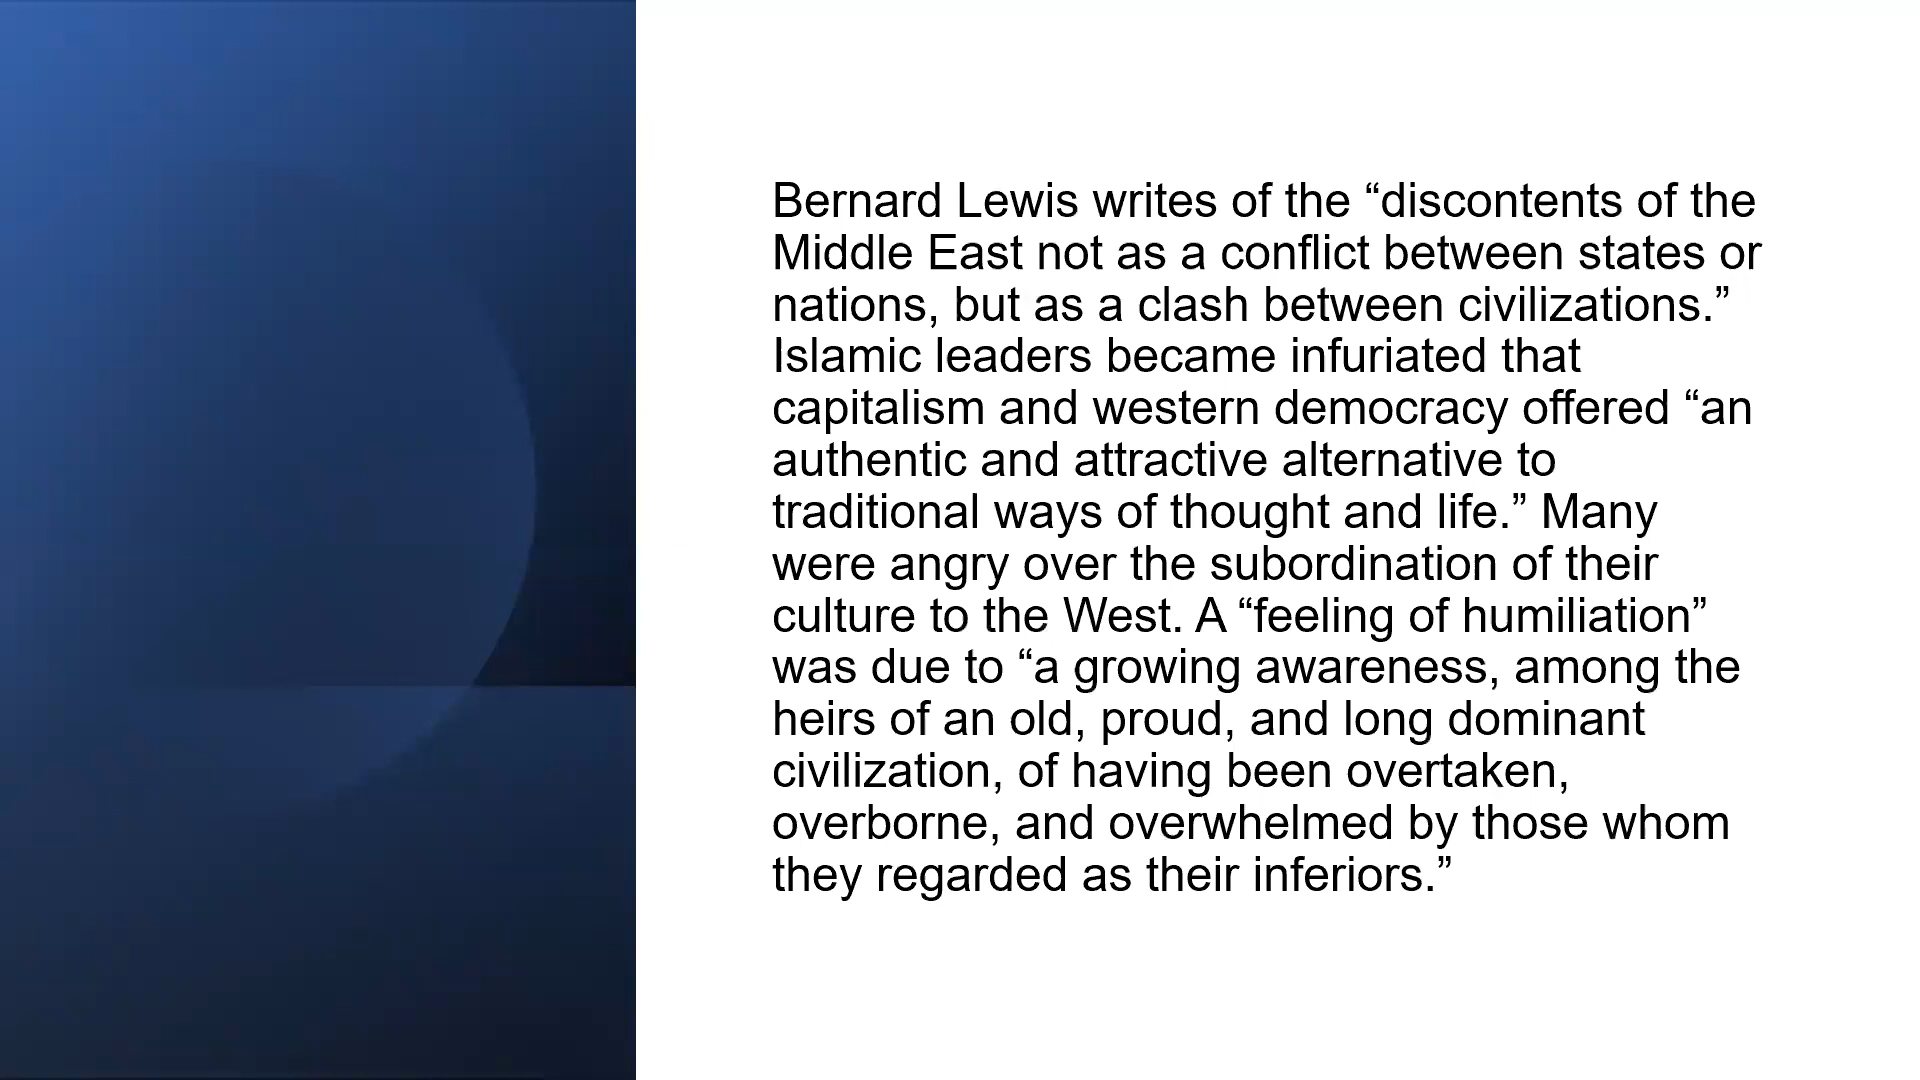 Bernard Lewis writes of the “discontents of the
Middle East not as a conflict between states or
nations, but as a clash between civilizations.”
Islamic leaders became infuriated that
capitalism and western democracy offered “an
authentic and attractive alternative to
traditional ways of thought and life.” Many
were angry over the subordination of their
culture to the West. A “feeling of humiliation”
was due to “a growing awareness, among the
heirs of an old, proud, and long dominant
civilization, of having been overtaken,
overborne, and overwhelmed by those whom
they regarded as their inferiors.”